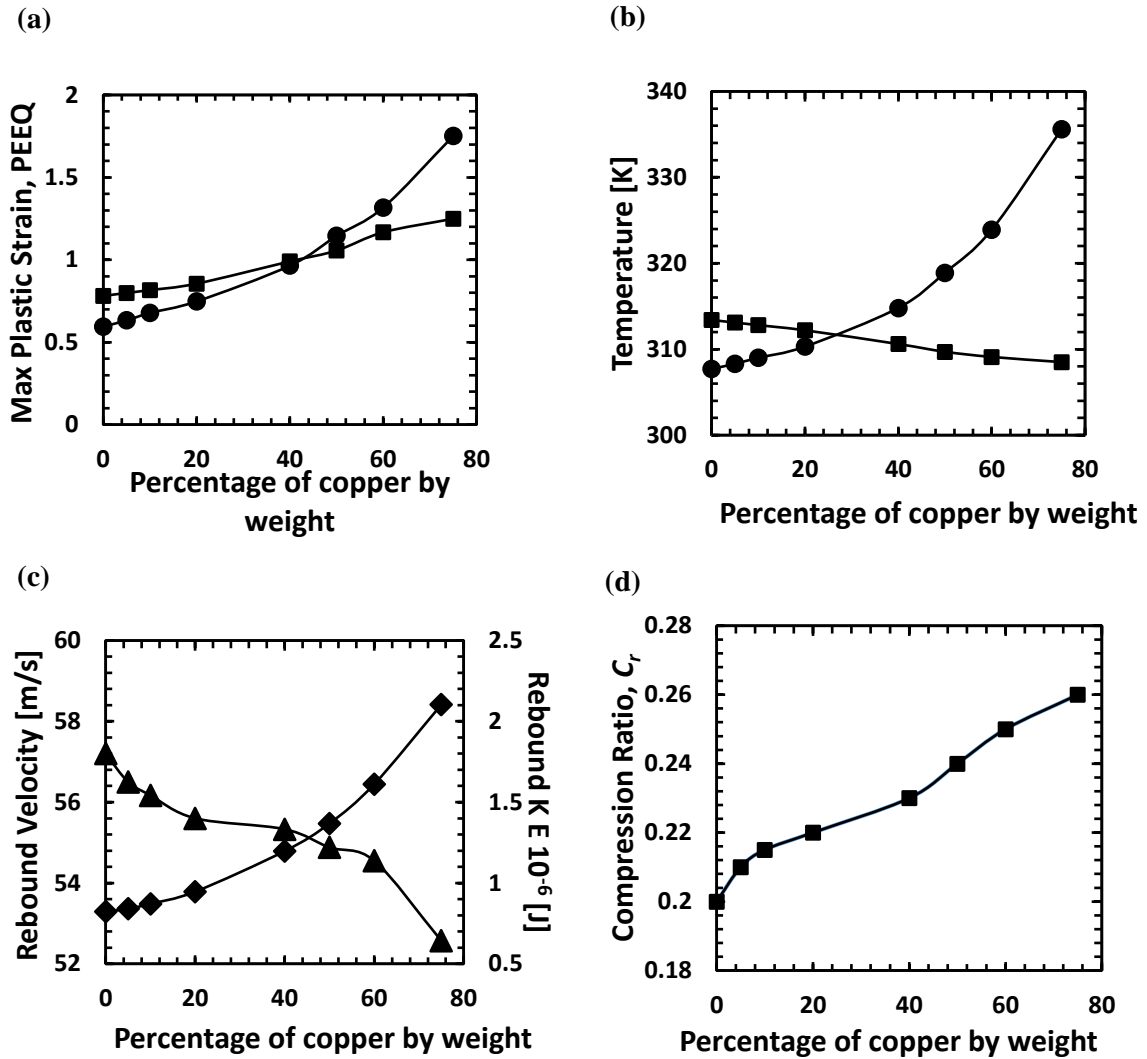 (a)
Max Plastic Strain, PEEQ
2
1.5
1
0.5
0
0 20 40 60 80
Percentage of copper by
weight
(b)
Temperature [K]
340
330
320
310
300
0 20 40 60 80
Percentage of copper by weight
(c)
Rebound Velocity [m/s]
60
58
56
54
52
2.5
2
1.5
1
0.5
Rebound K E 10⁻⁶ [J]
0 20 40 60 80
Percentage of copper by weight
(d)
Compression Ratio, Cᵣ
0.28
0.26
0.24
0.22
0.2
0.18
0 20 40 60 80
Percentage of copper by weight